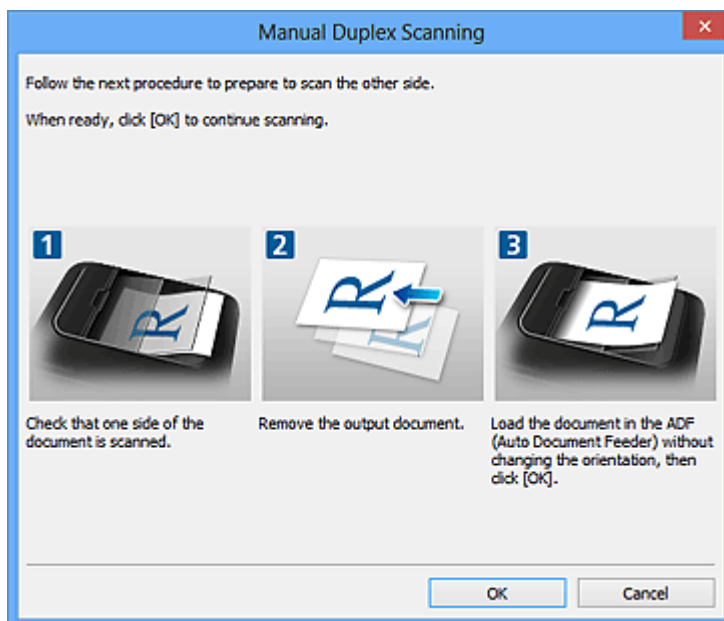 Manual Duplex Scanning
Follow the next procedure to prepare to scan the other side.
When ready, click [OK] to continue scanning.
1
R
2
R
R
3
R
Check that one side of the
document is scanned.
Remove the output document.
Load the document in the ADF
(Auto Document Feeder) without
changing the orientation, then
click [OK].
OK
Cancel